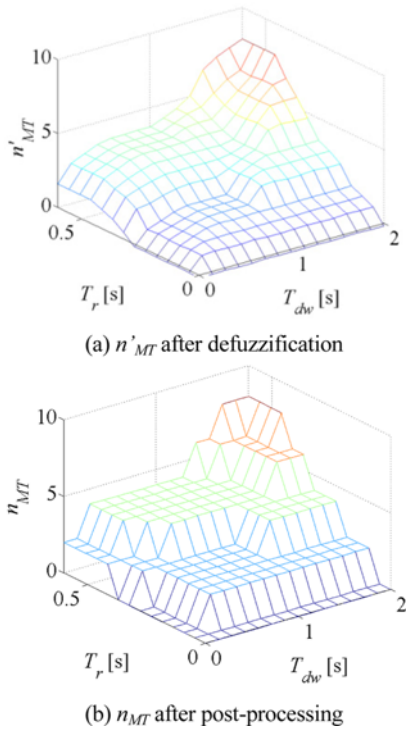 10
5
0
n'MT
0.5
0
0
1
2
Tr [s]
Tdw [s]
(a) n’MT after defuzzification
10
5
0
nMT
0.5
0
0
1
2
Tr [s]
Tdw [s]
(b) nMT after post-processing